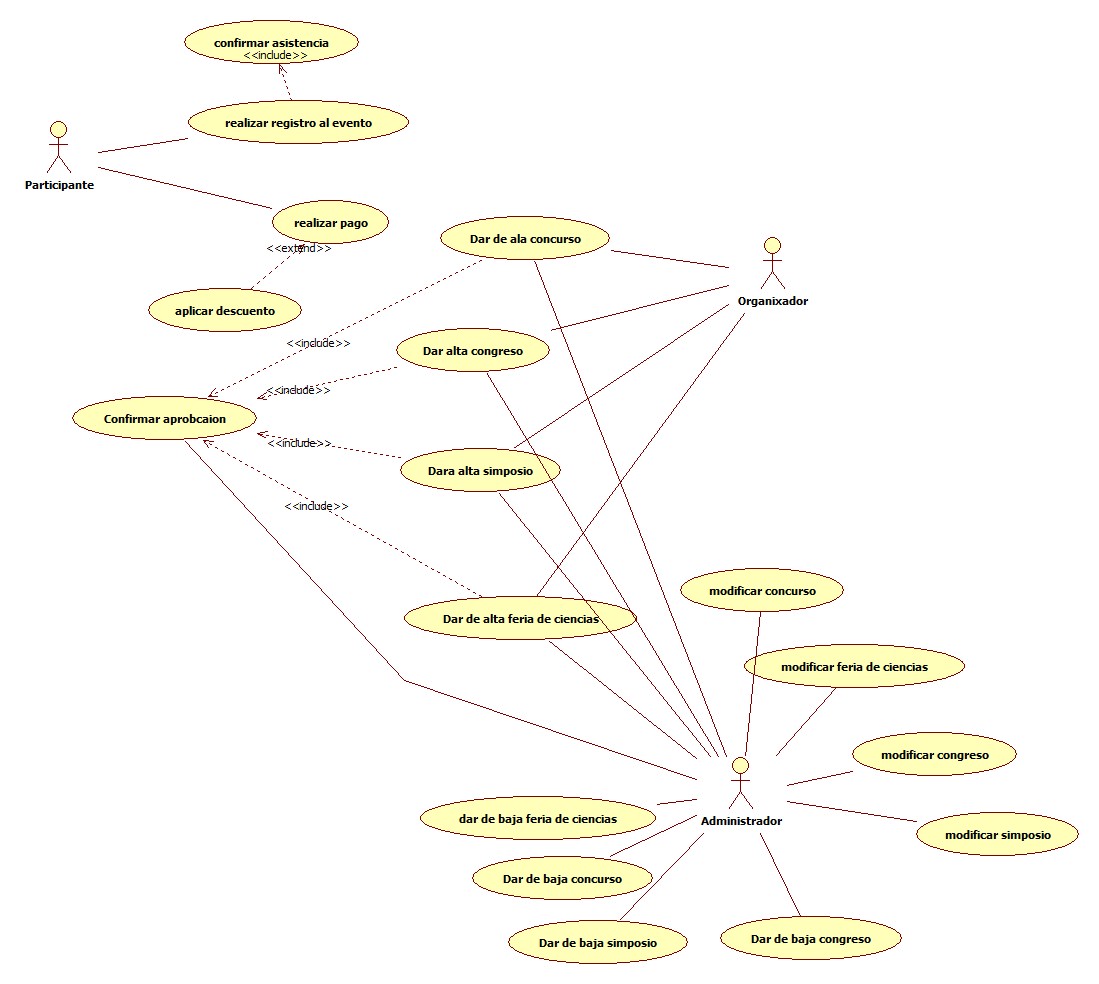 confirmar asistencia
<<include>>
realizar registro al evento
Participante
realizar pago
<<extend>>
Dar de ala concurso
Organixador
aplicar descuento
<<include>>
Dar alta congreso
<<include>>
Confirmar aprobcaion
<<include>>
Dara alta simposio
<<include>>
modificar concurso
Dar de alta feria de ciencias
modificar feria de ciencias
modificar congreso
dar de baja feria de ciencias
Administrador
modificar simposio
Dar de baja concurso
Dar de baja simposio
Dar de baja congreso